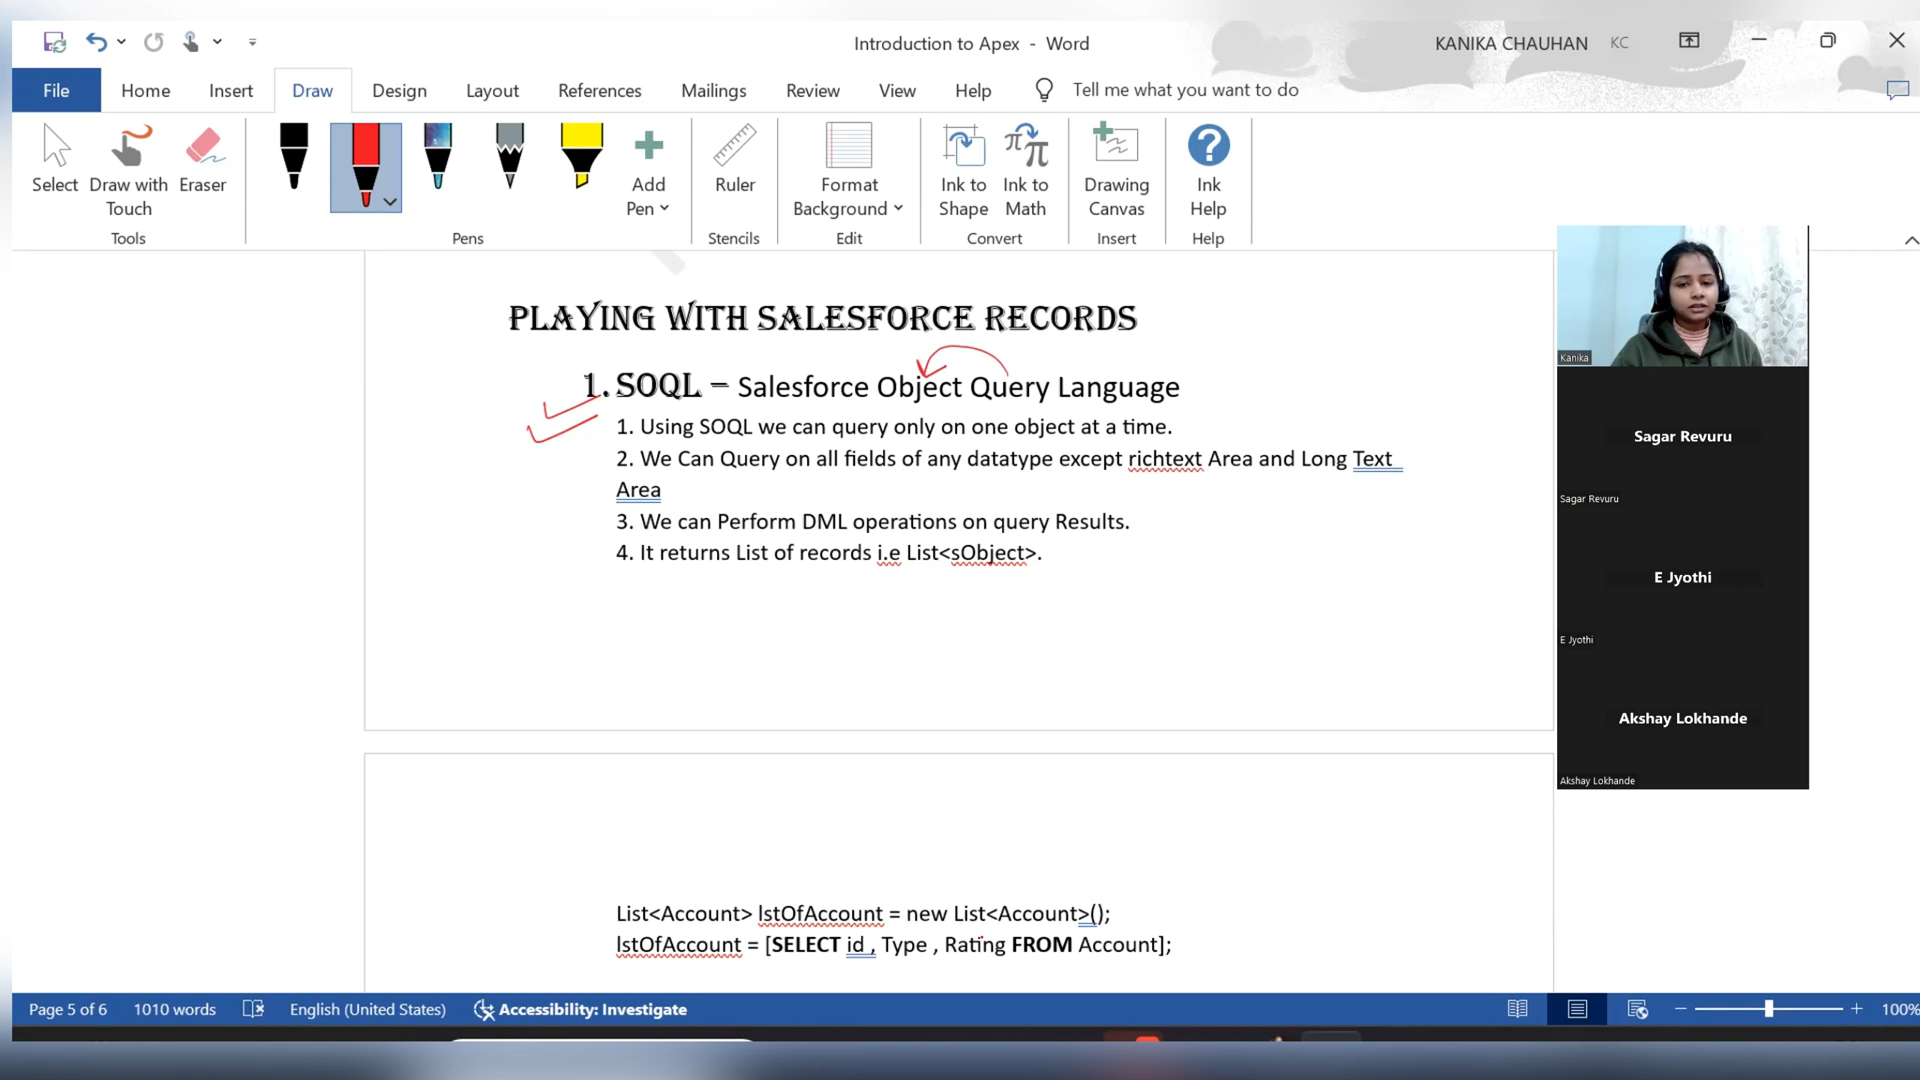 Introduction to Apex - Word
KANIKA CHAUHAN KC
File Home Insert Draw Design Layout References Mailings Review View Help Tell me what you want to do
Select Draw with Touch Eraser Add Pen Ruler Format Background Ink to Shape Ink to Math Drawing Canvas Ink Help
Tools Pens Stencils Edit Convert Insert Help
PLAYING WITH SALESFORCE RECORDS
1. SOQL – Salesforce Object Query Language
1. Using SOQL we can query only on one object at a time.
2. We Can Query on all fields of any datatype except richtext Area and Long Text
Area
3. We can Perform DML operations on query Results.
4. It returns List of records i.e List<sObject>.
List<Account> lstOfAccount = new List<Account>();
lstOfAccount = [SELECT id , Type , Rating FROM Account];
Kanika
Sagar Revuru
Sagar Revuru
E Jyothi
E Jyothi
Akshay Lokhande
Akshay Lokhande
Page 5 of 6 1010 words English (United States) Accessibility: Investigate 100%